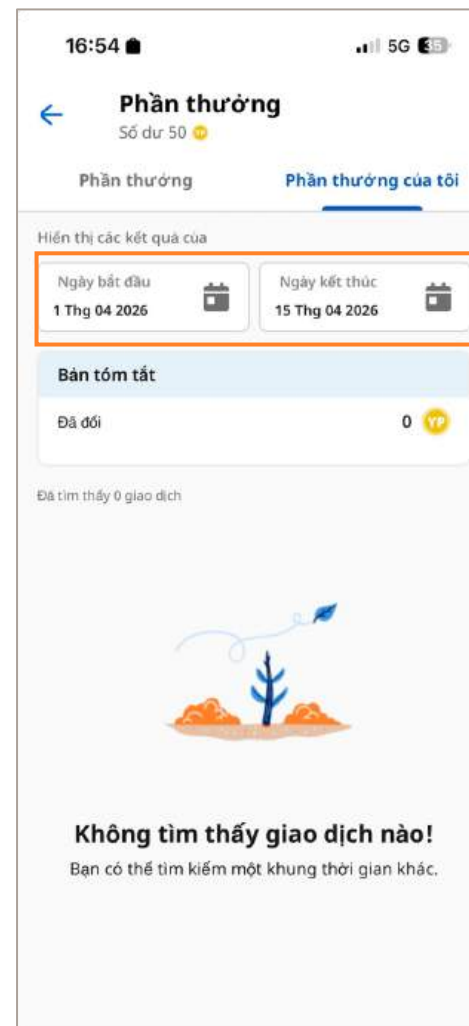 16:54 5G 35
Phần thưởng
Số dư 50 YP
Phần thưởng Phần thưởng của tôi
Hiển thị các kết quả của
Ngày bắt đầu Ngày kết thúc
1 Thg 04 2026 15 Thg 04 2026
Bản tóm tắt
Đã đổi 0 YP
Đã tìm thấy 0 giao dịch
Không tìm thấy giao dịch nào!
Bạn có thể tìm kiếm một khung thời gian khác.